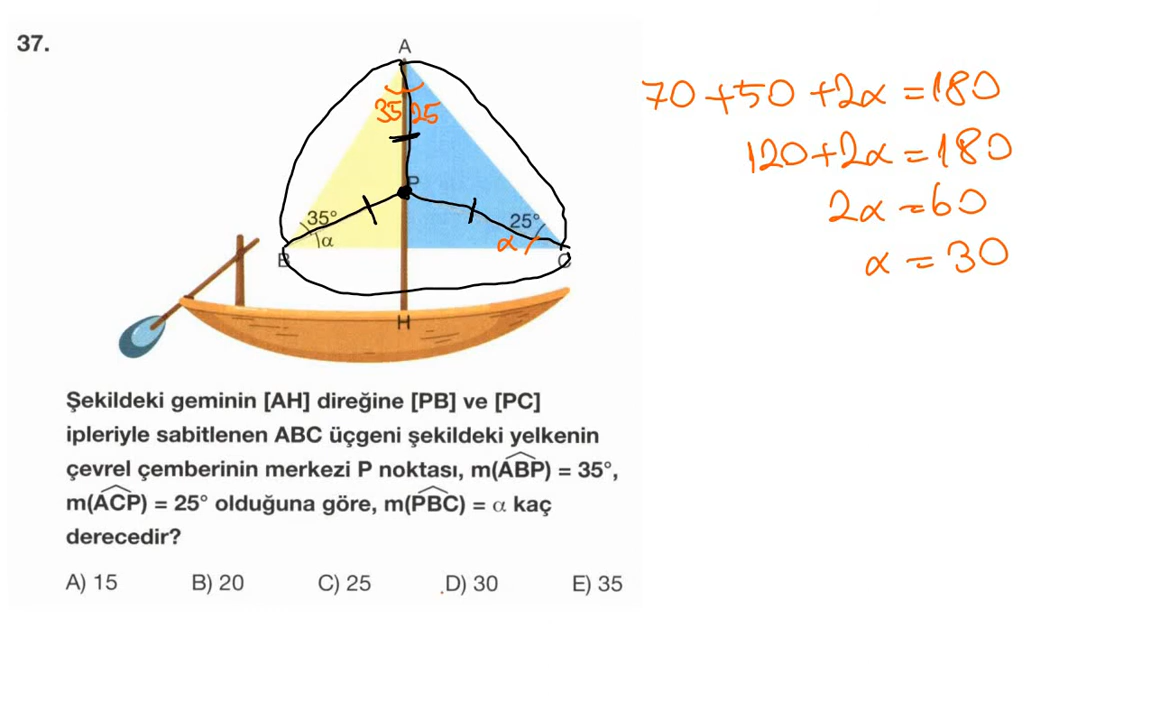 37.
A
35 25
P
35°
α
25°
α
B
C
H
70+50+2α=180
120+2α=180
2α=60
α=30
Şekildeki geminin [AH] direğine [PB] ve [PC]
ipleriyle sabitlenen ABC üçgeni şekildeki yelkenin
çevrel çemberinin merkezi P noktası, m(ABP) = 35°,
m(ACP) = 25° olduğuna göre, m(PBC) = α kaç
derecedir?
A) 15 B) 20 C) 25 D) 30 E) 35